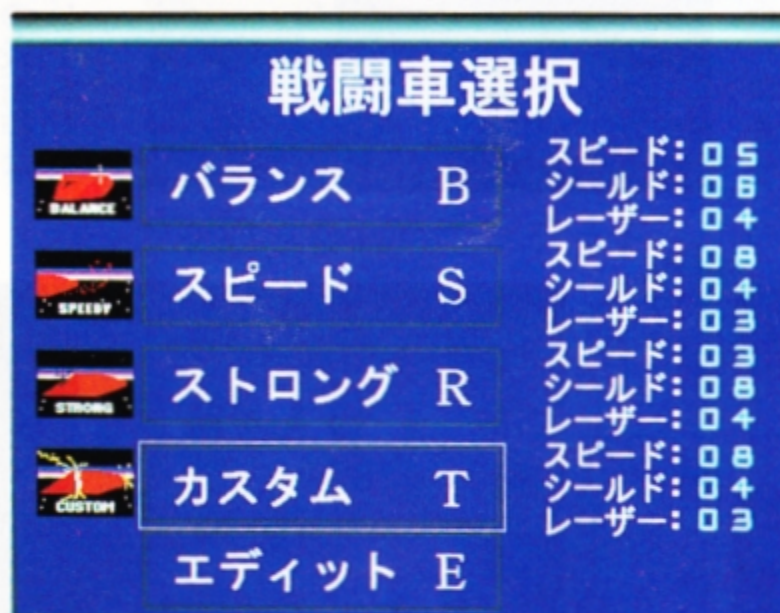 戦闘車選択
BALANCE
バランス B
スピード: 05
シールド: 06
レーザー: 04
SPEEDY
スピード S
スピード: 08
シールド: 04
レーザー: 03
STRONG
ストロング R
スピード: 03
シールド: 08
レーザー: 04
CUSTOM
カスタム T
スピード: 08
シールド: 04
レーザー: 03
エディット E